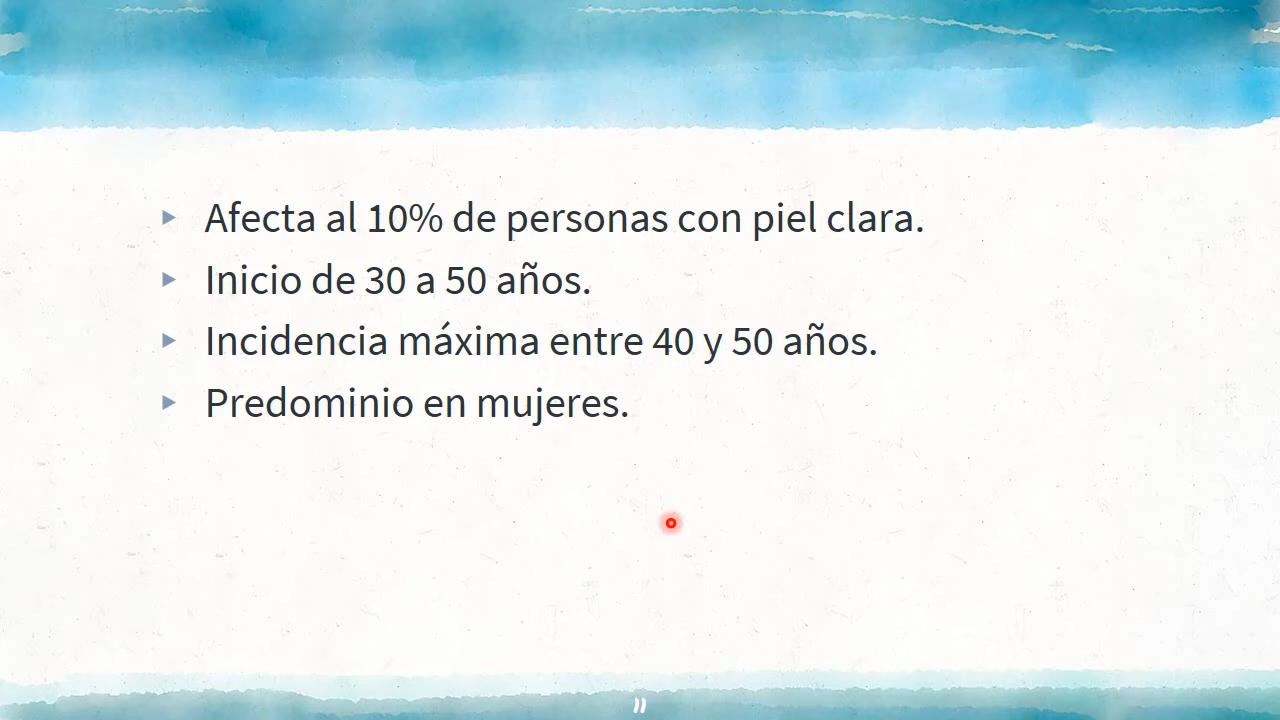 Afecta al 10% de personas con piel clara.
Inicio de 30 a 50 años.
Incidencia máxima entre 40 y 50 años.
Predominio en mujeres.